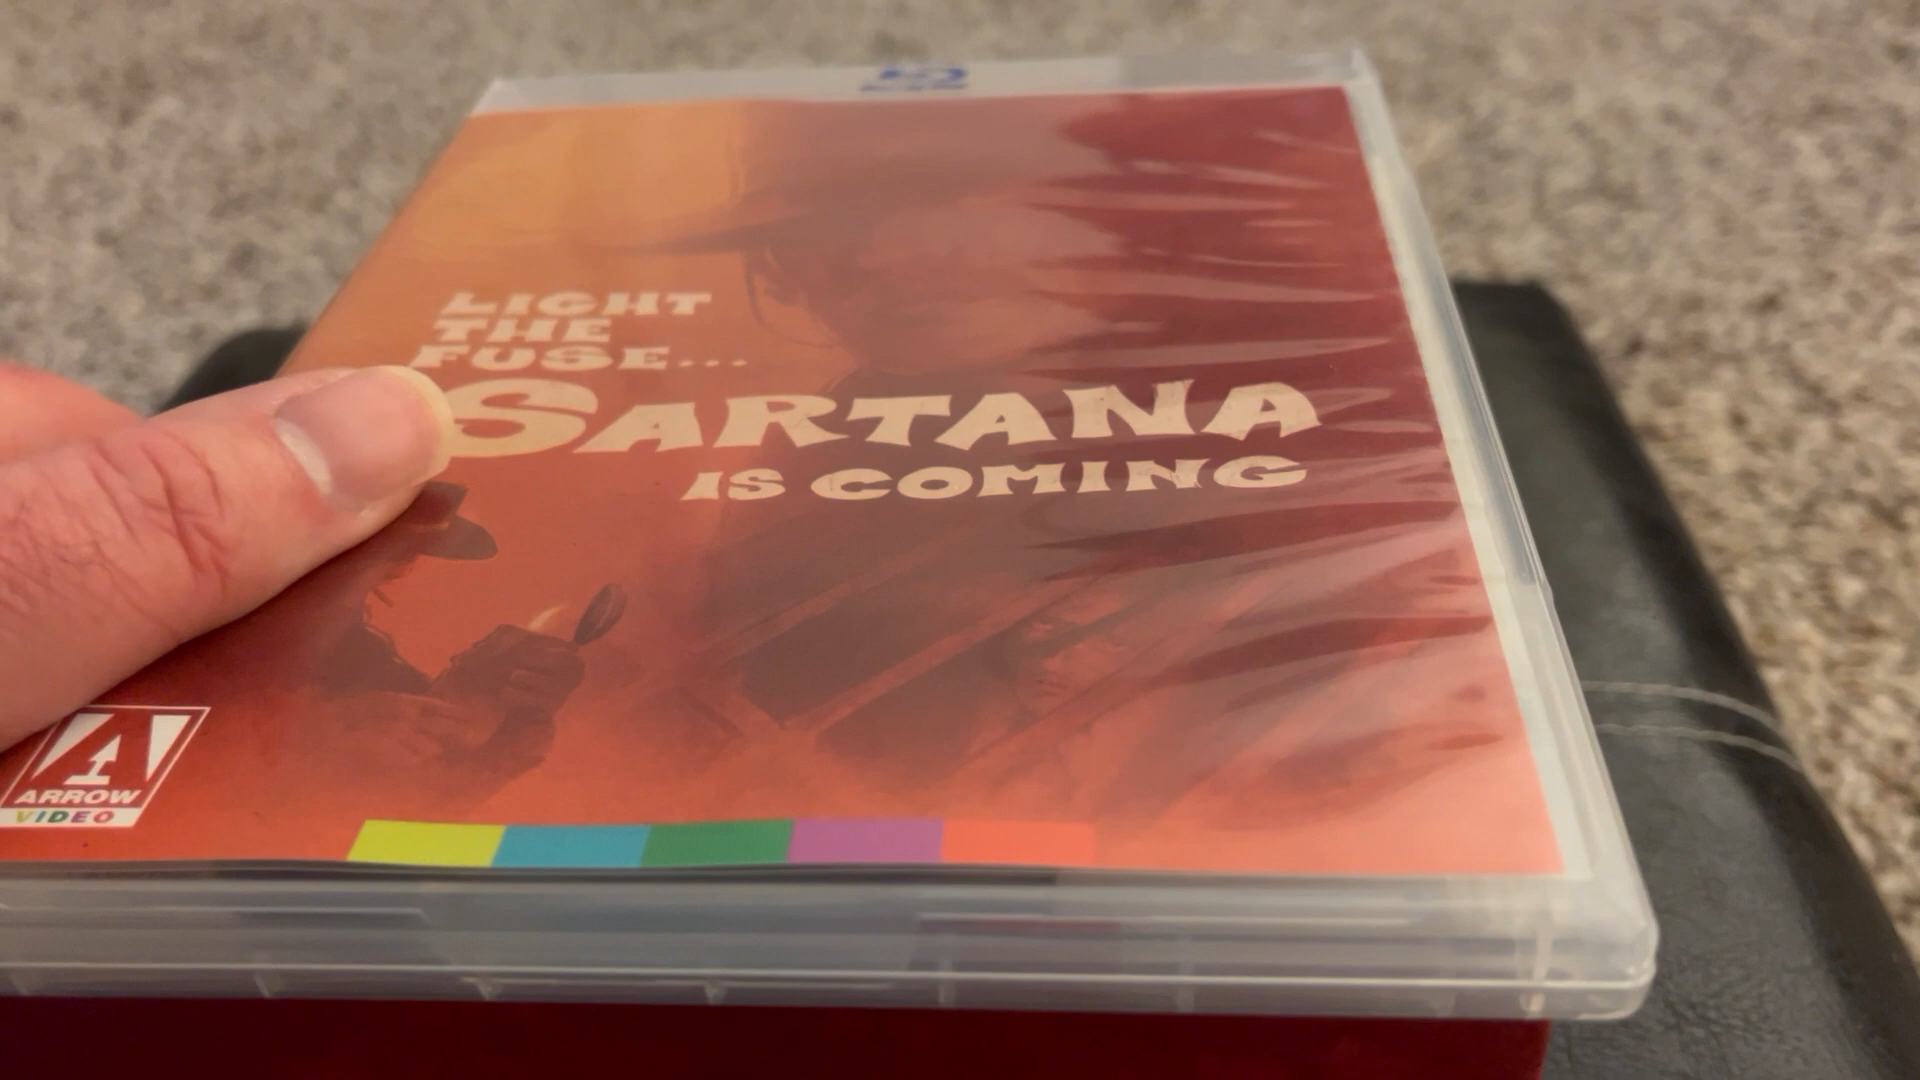 LIGHT
THE
FUSE...
SARTANA
IS COMING
ARROW
VIDEO